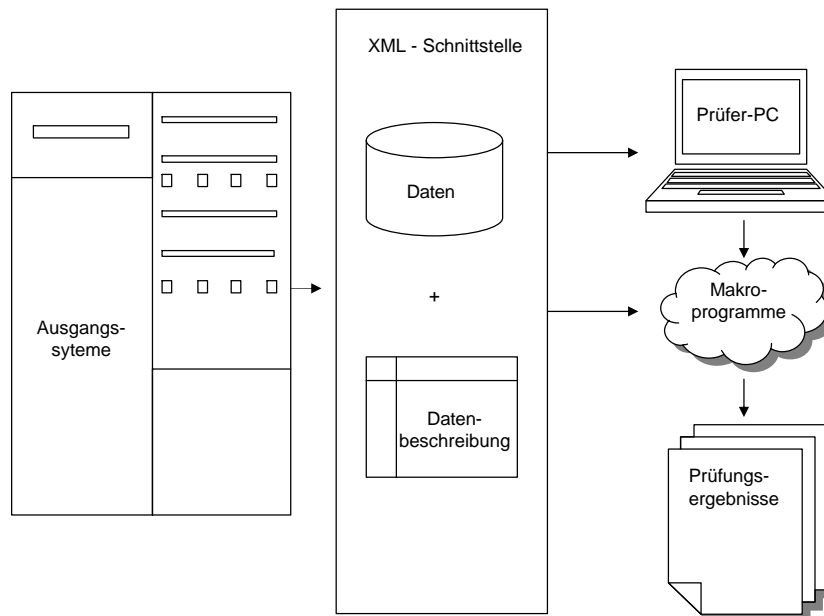 XML - Schnittstelle
Prüfer-PC
Daten
+
Makro-
programme
Ausgangs-
syteme
Daten-
beschreibung
Prüfungs-
ergebnisse